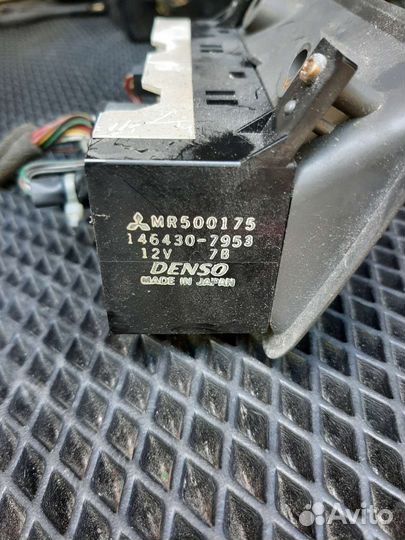 MR500175
146430-7953
12V 7B
DENSO
MADE IN JAPAN
Avito